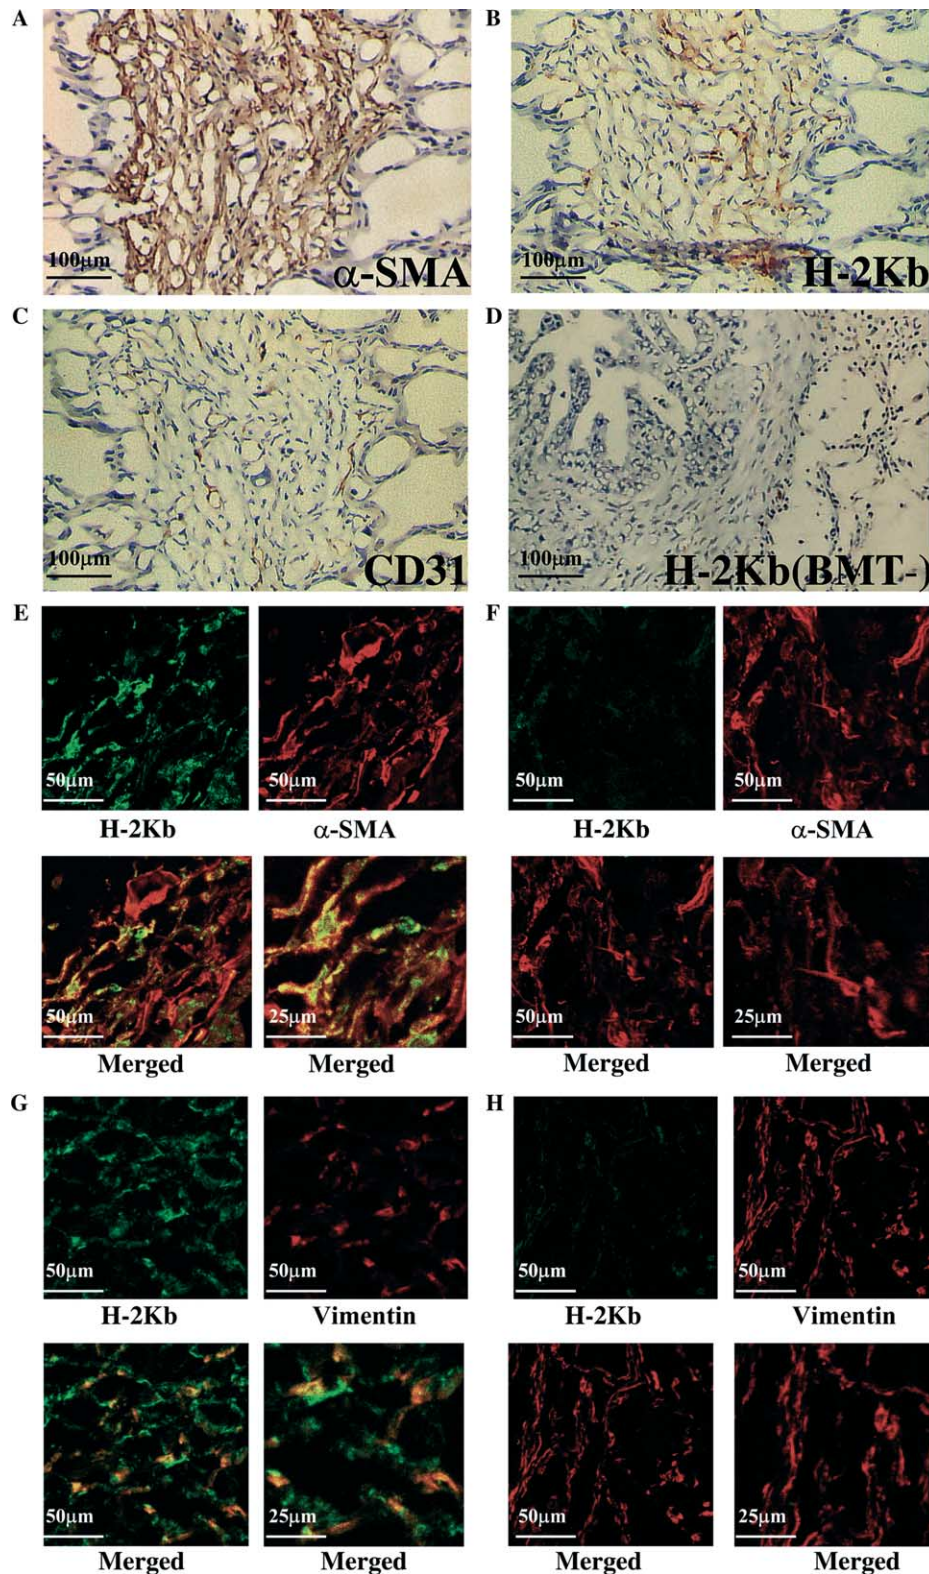 A
B
100μm
α-SMA
100μm
H-2Kb
C
D
100μm
CD31
100μm
H-2Kb(BMT-)
E
F
50μm
50μm
50μm
50μm
H-2Kb
α-SMA
H-2Kb
α-SMA
50μm
25μm
50μm
25μm
Merged
Merged
Merged
Merged
G
H
50μm
50μm
50μm
50μm
H-2Kb
Vimentin
H-2Kb
Vimentin
50μm
25μm
50μm
25μm
Merged
Merged
Merged
Merged